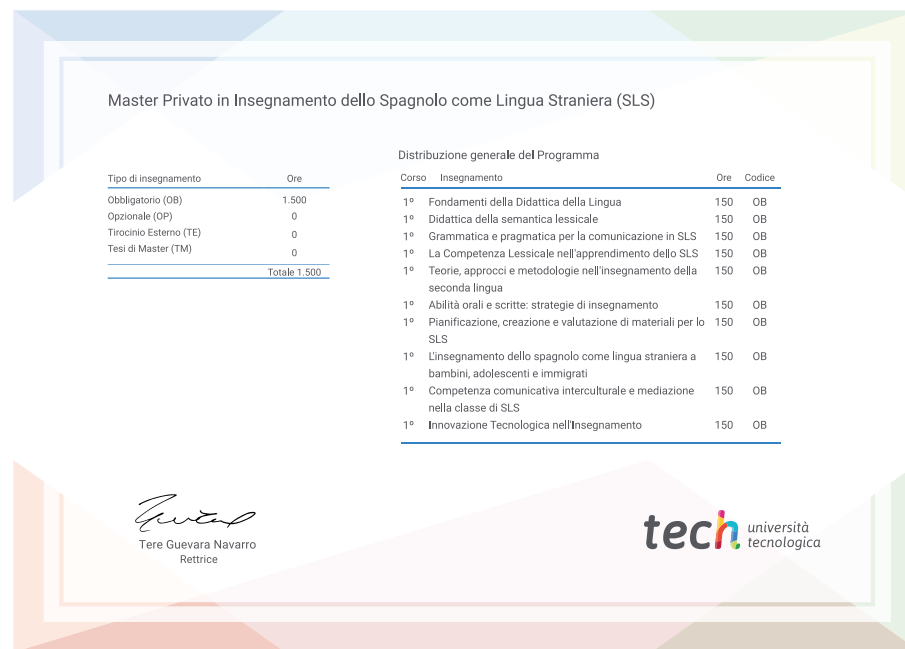 Master Privato in Insegnamento dello Spagnolo come Lingua Straniera (SLS)
Tipo di insegnamento Ore
Obbligatorio (OB) 1.500
Opzionale (OP) 0
Tirocinio Esterno (TE) 0
Tesi di Master (TM) 0
Totale 1.500
Distribuzione generale del Programma
Corso Insegnamento Ore Codice
1º Fondamenti della Didattica della Lingua 150 OB
1º Didattica della semantica lessicale 150 OB
1º Grammatica e pragmatica per la comunicazione in SLS 150 OB
1º La Competenza Lessicale nell'apprendimento dello SLS 150 OB
1º Teorie, approcci e metodologie nell'insegnamento della 150 OB
seconda lingua
1º Abilità orali e scritte: strategie di insegnamento 150 OB
1º Pianificazione, creazione e valutazione di materiali per lo 150 OB
SLS
1º L'insegnamento dello spagnolo come lingua straniera a 150 OB
bambini, adolescenti e immigrati
1º Competenza comunicativa interculturale e mediazione 150 OB
nella classe di SLS
1º Innovazione Tecnologica nell'Insegnamento 150 OB
Tere Guevara Navarro
Rettrice
tech università
tecnologica